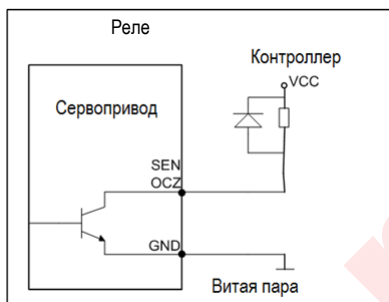 Реле
Контроллер
VCC
Сервопривод
SEN
OCZ
GND
Витая пара